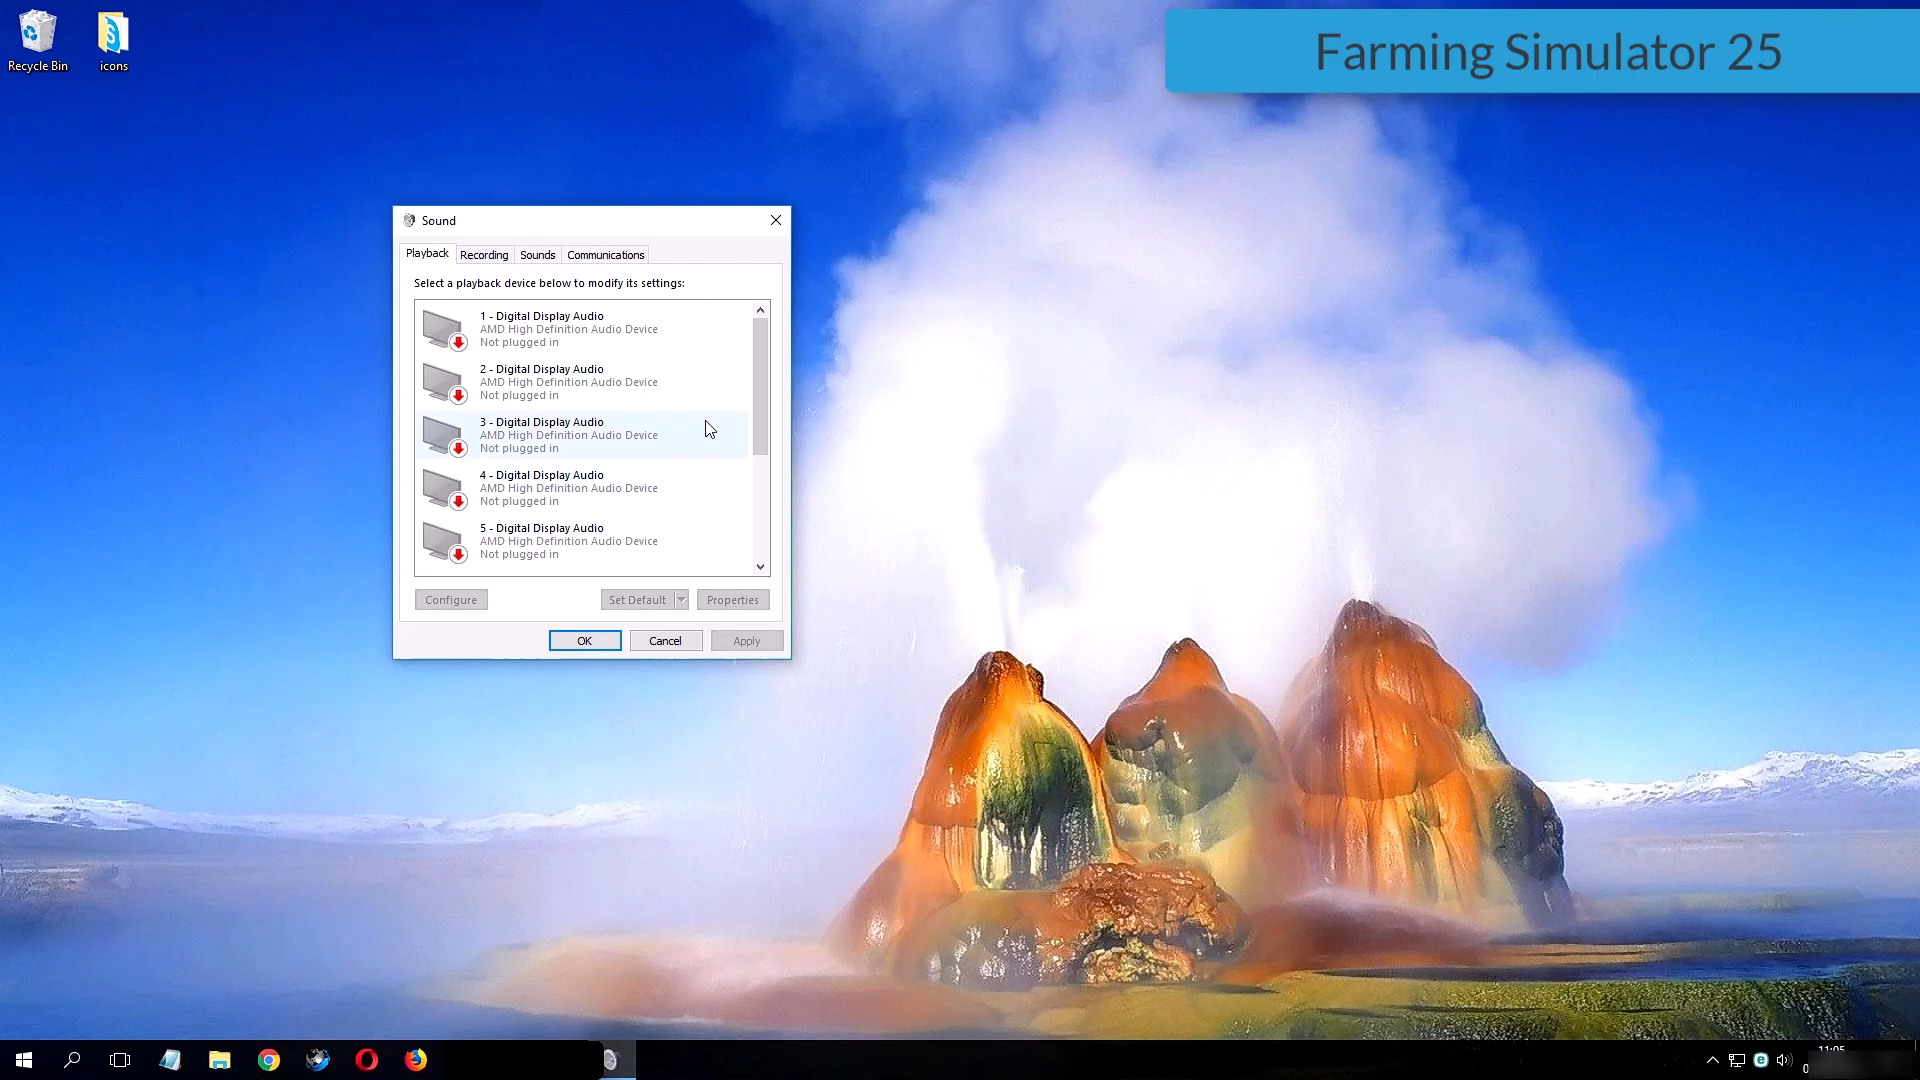 Recycle Bin
icons
Farming Simulator 25
Sound
Playback
Recording
Sounds
Communications
Select a playback device below to modify its settings:
1 - Digital Display Audio
AMD High Definition Audio Device
Not plugged in
2 - Digital Display Audio
AMD High Definition Audio Device
Not plugged in
3 - Digital Display Audio
AMD High Definition Audio Device
Not plugged in
4 - Digital Display Audio
AMD High Definition Audio Device
Not plugged in
5 - Digital Display Audio
AMD High Definition Audio Device
Not plugged in
Configure
Set Default
Properties
OK
Cancel
Apply